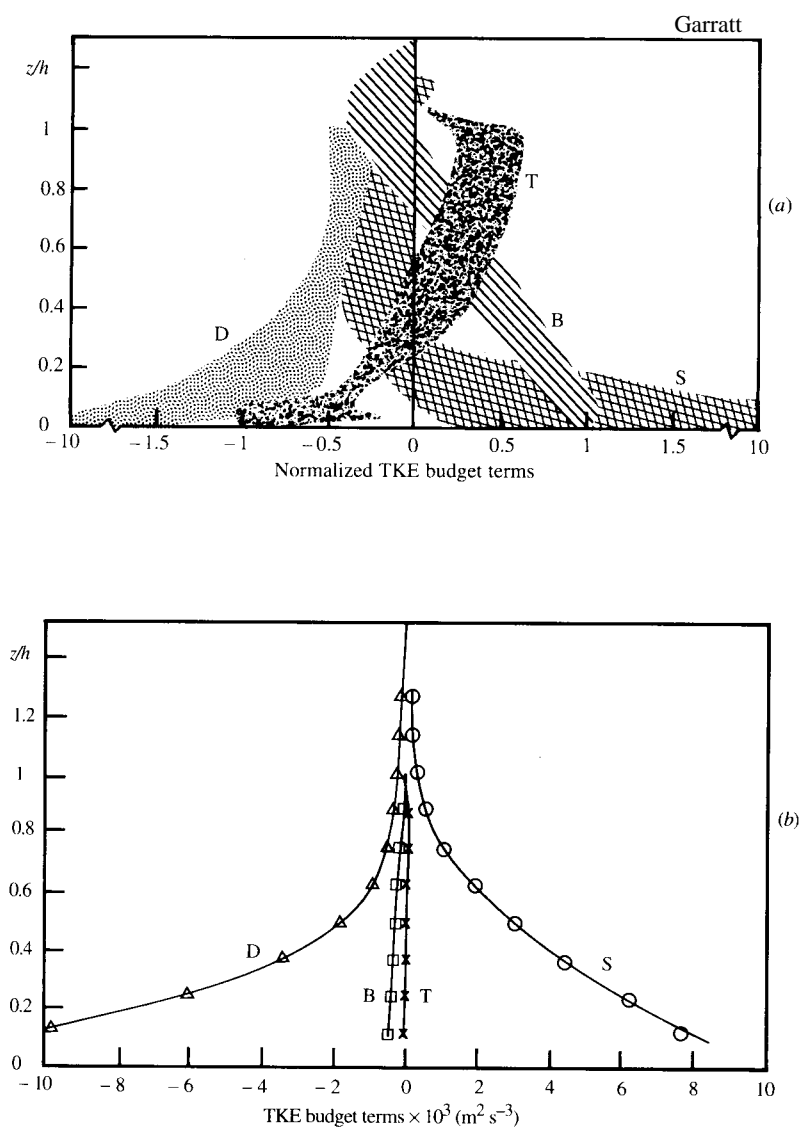 Garratt
z/h
1
0.8
0.6
0.4
0.2
0
T
B
D
S
(a)
−10 −1.5 −1 −0.5 0 0.5 1 1.5 10
Normalized TKE budget terms
z/h
1.2
1
0.8
0.6
0.4
0.2
0
D
B
T
S
(b)
−10 −8 −6 −4 −2 0 2 4 6 8 10
TKE budget terms × 10³ (m² s⁻³)